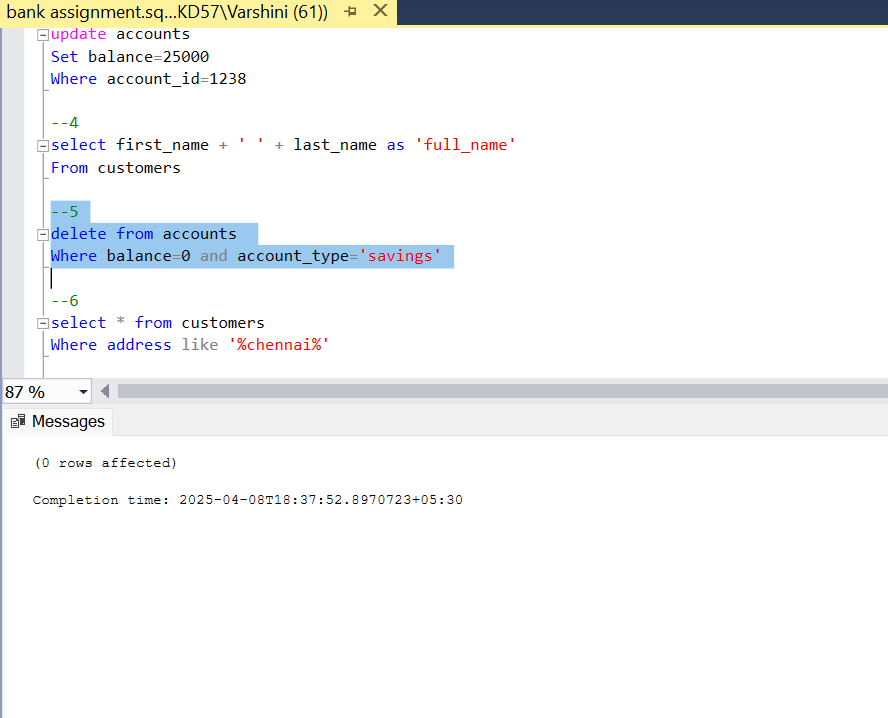 bank assignment.sq...KD57\Varshini (61))
update accounts
Set balance=25000
Where account_id=1238
--4
select first_name + ' ' + last_name as 'full_name'
From customers
--5
delete from accounts
Where balance=0 and account_type='savings'
--6
select * from customers
Where address like '%chennai%'
87 %
Messages
(0 rows affected)
Completion time: 2025-04-08T18:37:52.8970723+05:30